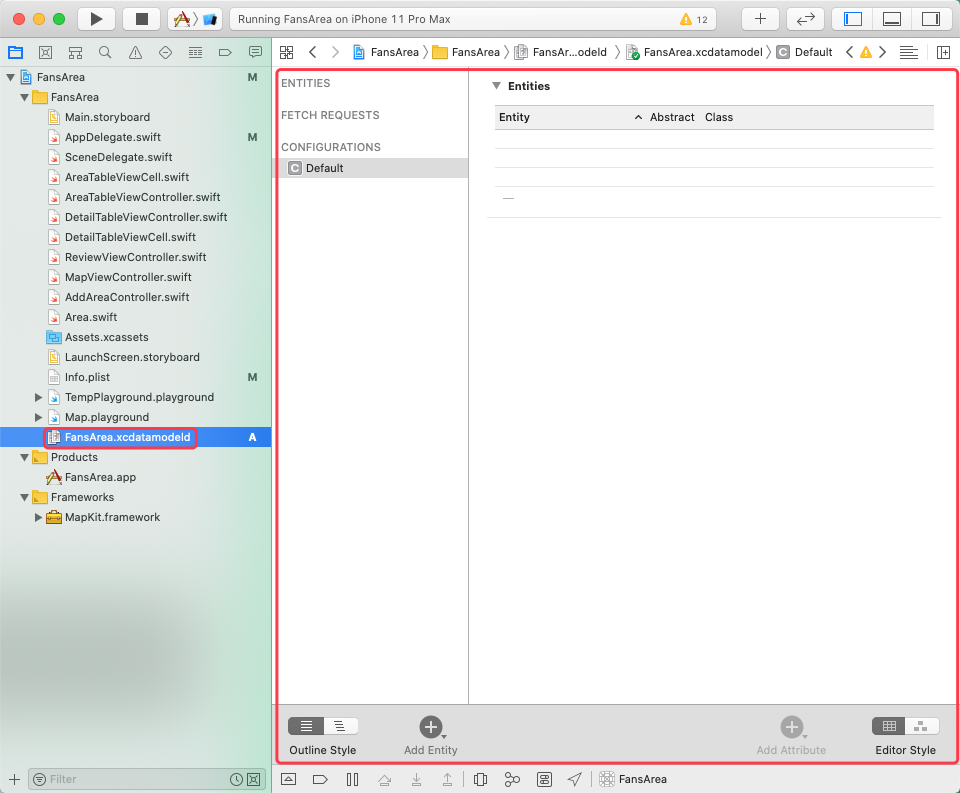 Running FansArea on iPhone 11 Pro Max
12
FansArea
FansArea
FansAr...odeld
FansArea.xcdatamodel
C Default
FansArea M
FansArea
Main.storyboard
AppDelegate.swift M
SceneDelegate.swift
AreaTableViewCell.swift
AreaTableViewController.swift
DetailTableViewController.swift
DetailTableViewCell.swift
ReviewViewController.swift
MapViewController.swift
AddAreaController.swift
Area.swift
Assets.xcassets
LaunchScreen.storyboard
Info.plist M
TempPlayground.playground
Map.playground
FansArea.xcdatamodeld A
Products
FansArea.app
Frameworks
MapKit.framework
Filter
ENTITIES
FETCH REQUESTS
CONFIGURATIONS
C Default
Entities
Entity Abstract Class
Outline Style
Add Entity
Add Attribute
Editor Style
FansArea